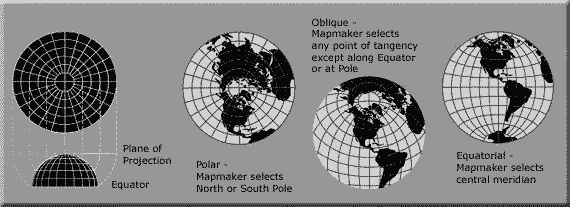 Plane of
Projection
Equator
Polar -
Mapmaker selects
North or South Pole
Oblique -
Mapmaker selects
any point of tangency
except along Equator
or at Pole
Equatorial -
Mapmaker selects
central meridian